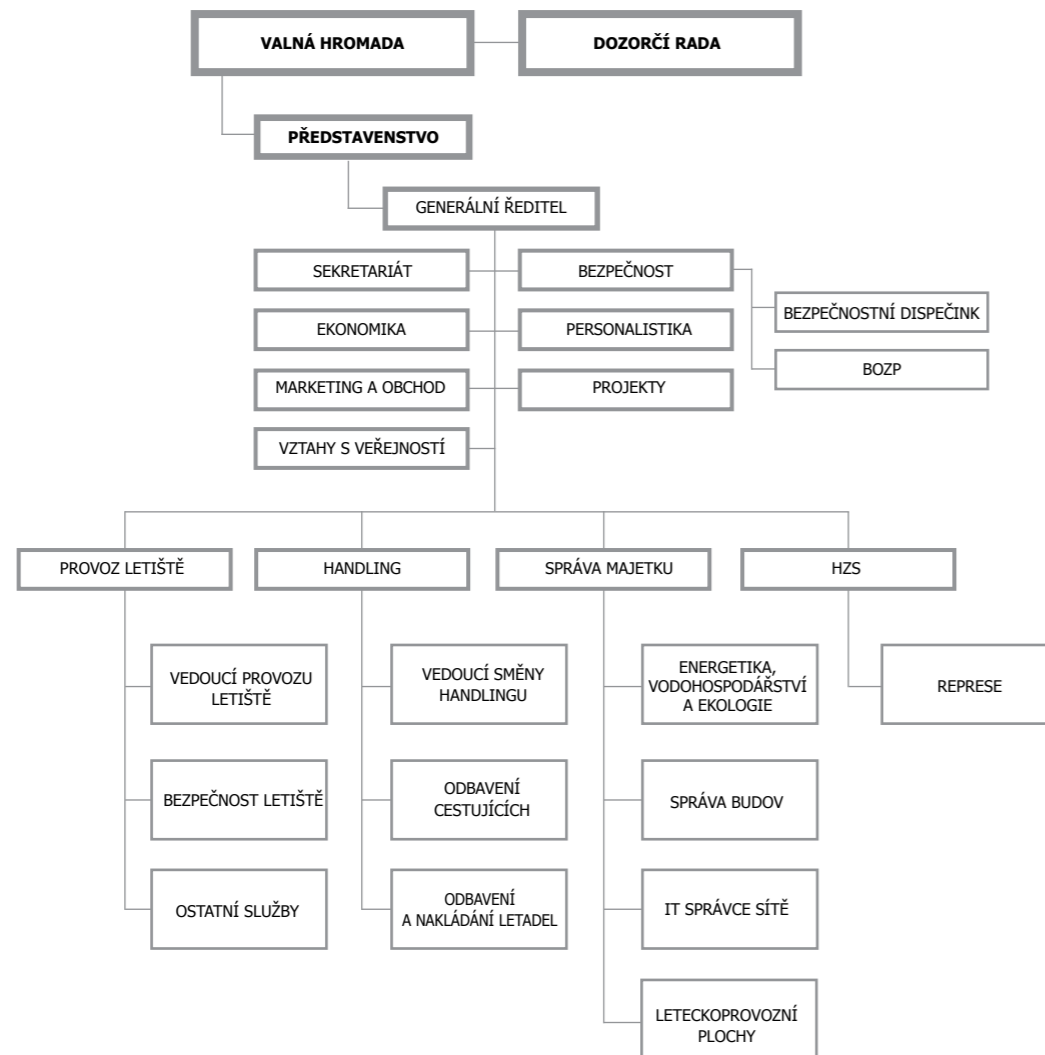 VALNÁ HROMADA
DOZORČÍ RADA
PŘEDSTAVENSTVO
GENERÁLNÍ ŘEDITEL
SEKRETARIÁT
BEZPEČNOST
BEZPEČNOSTNÍ DISPEČINK
EKONOMIKA
PERSONALISTIKA
BOZP
MARKETING A OBCHOD
PROJEKTY
VZTAHY S VEŘEJNOSTÍ
PROVOZ LETIŠTĚ
HANDLING
SPRÁVA MAJETKU
HZS
VEDOUCÍ PROVOZU
LETIŠTĚ
VEDOUCÍ SMĚNY
HANDLINGU
ENERGETIKA,
VODOHOSPODÁŘSTVÍ
A EKOLOGIE
REPRESE
BEZPEČNOST LETIŠTĚ
ODBAVENÍ
CESTUJÍCÍCH
SPRÁVA BUDOV
OSTATNÍ SLUŽBY
ODBAVENÍ
A NAKLÁDÁNÍ LETADEL
IT SPRÁVCE SÍTĚ
LETECKOPROVOZNÍ
PLOCHY